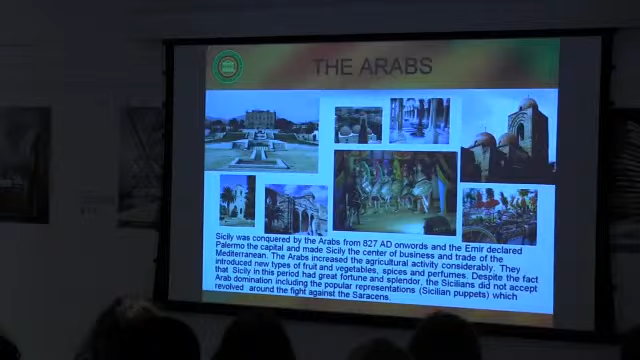 THE ARABS
Sicily was conquered by the Arabs from 827 AD onwords and the Emir declared
Palermo the capital and made Sicily the center of business and trade of the
Mediterranean. The Arabs increased the agricultural activity considerably. They
introduced new types of fruit and vegetables, spices and perfumes. Despite the fact
that Sicily in this period had great fortune and splendor, the Sicilians did not accept
Arab domination including the popular representations (Sicilian puppets) which
revolved around the fight against the Saracens.